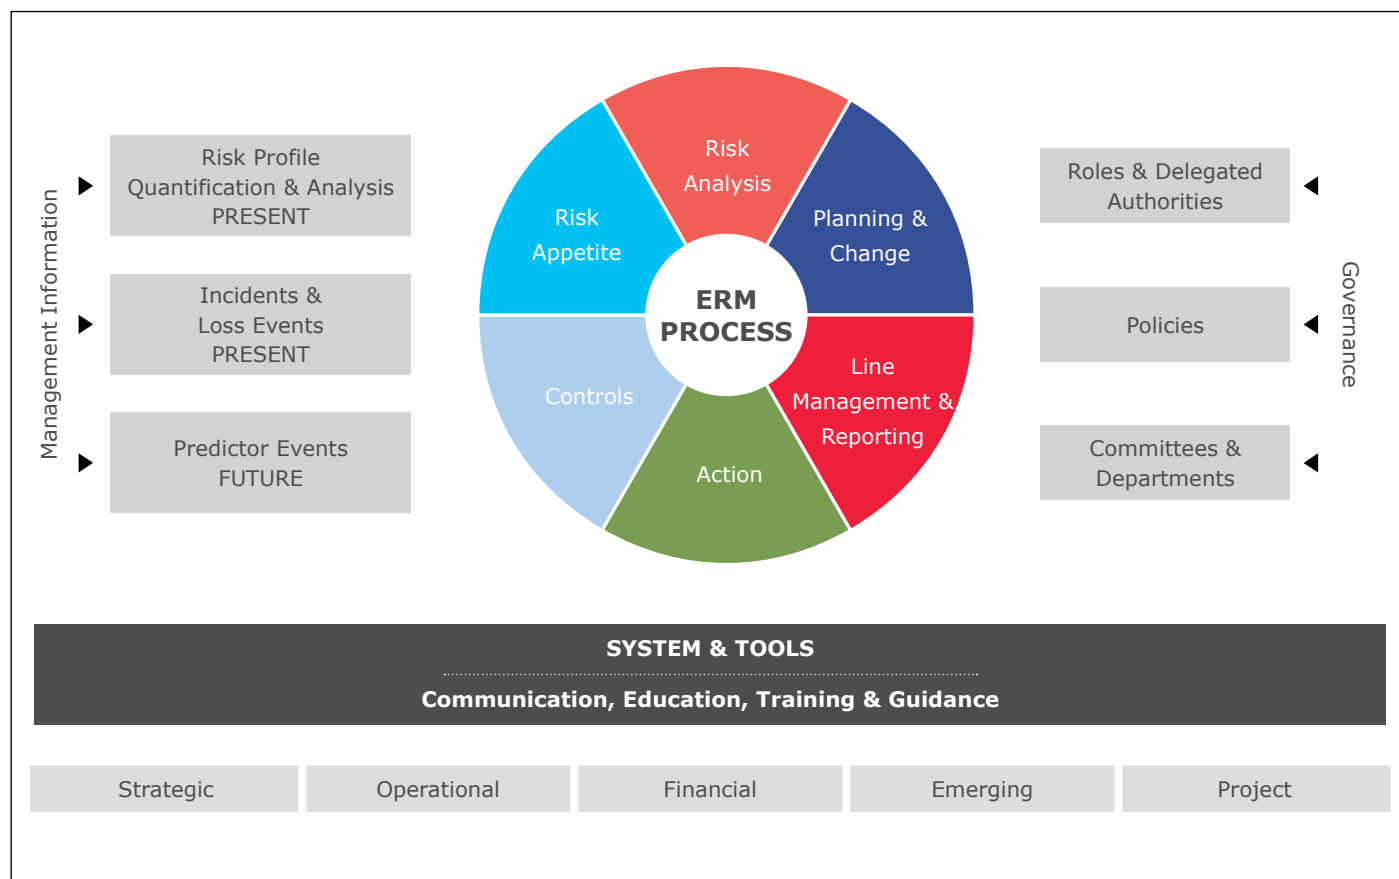 Management Information
Risk Profile
Quantification & Analysis
PRESENT
Incidents &
Loss Events
PRESENT
Predictor Events
FUTURE
Risk
Analysis
Planning &
Change
Line
Management &
Reporting
Action
Controls
Risk
Appetite
ERM
PROCESS
Roles & Delegated
Authorities
Policies
Committees &
Departments
Governance
SYSTEM & TOOLS
Communication, Education, Training & Guidance
Strategic
Operational
Financial
Emerging
Project